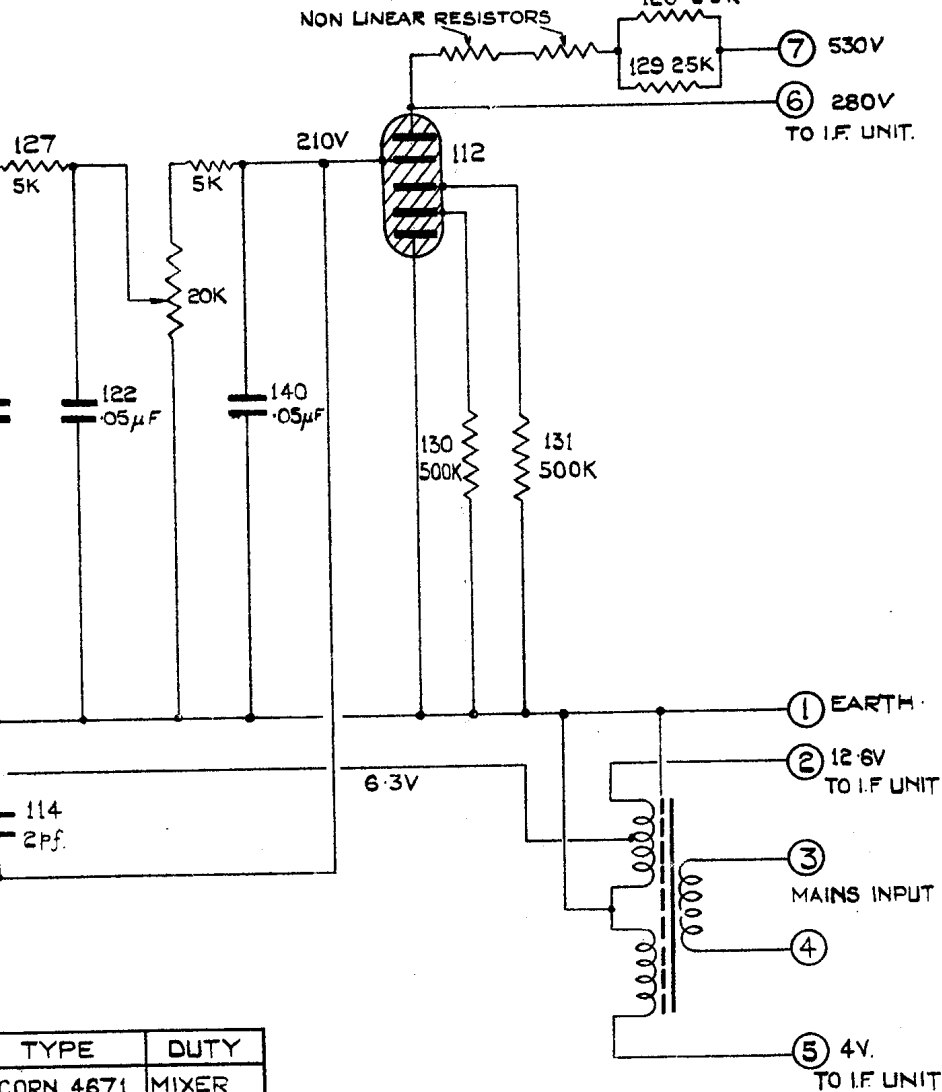 NON LINEAR RESISTORS
7 530V
129 25K
6 280V
TO I.F. UNIT.
127
5K
5K
210V
112
20K
122
.05µF
140
.05µF
130
500K
131
500K
1 EARTH.
2 12.6V
TO I.F UNIT
6.3V
114
2pf.
3
MAINS INPUT
4
TYPE DUTY
CORN 4671 MIXER
5 4V.
TO I.F UNIT